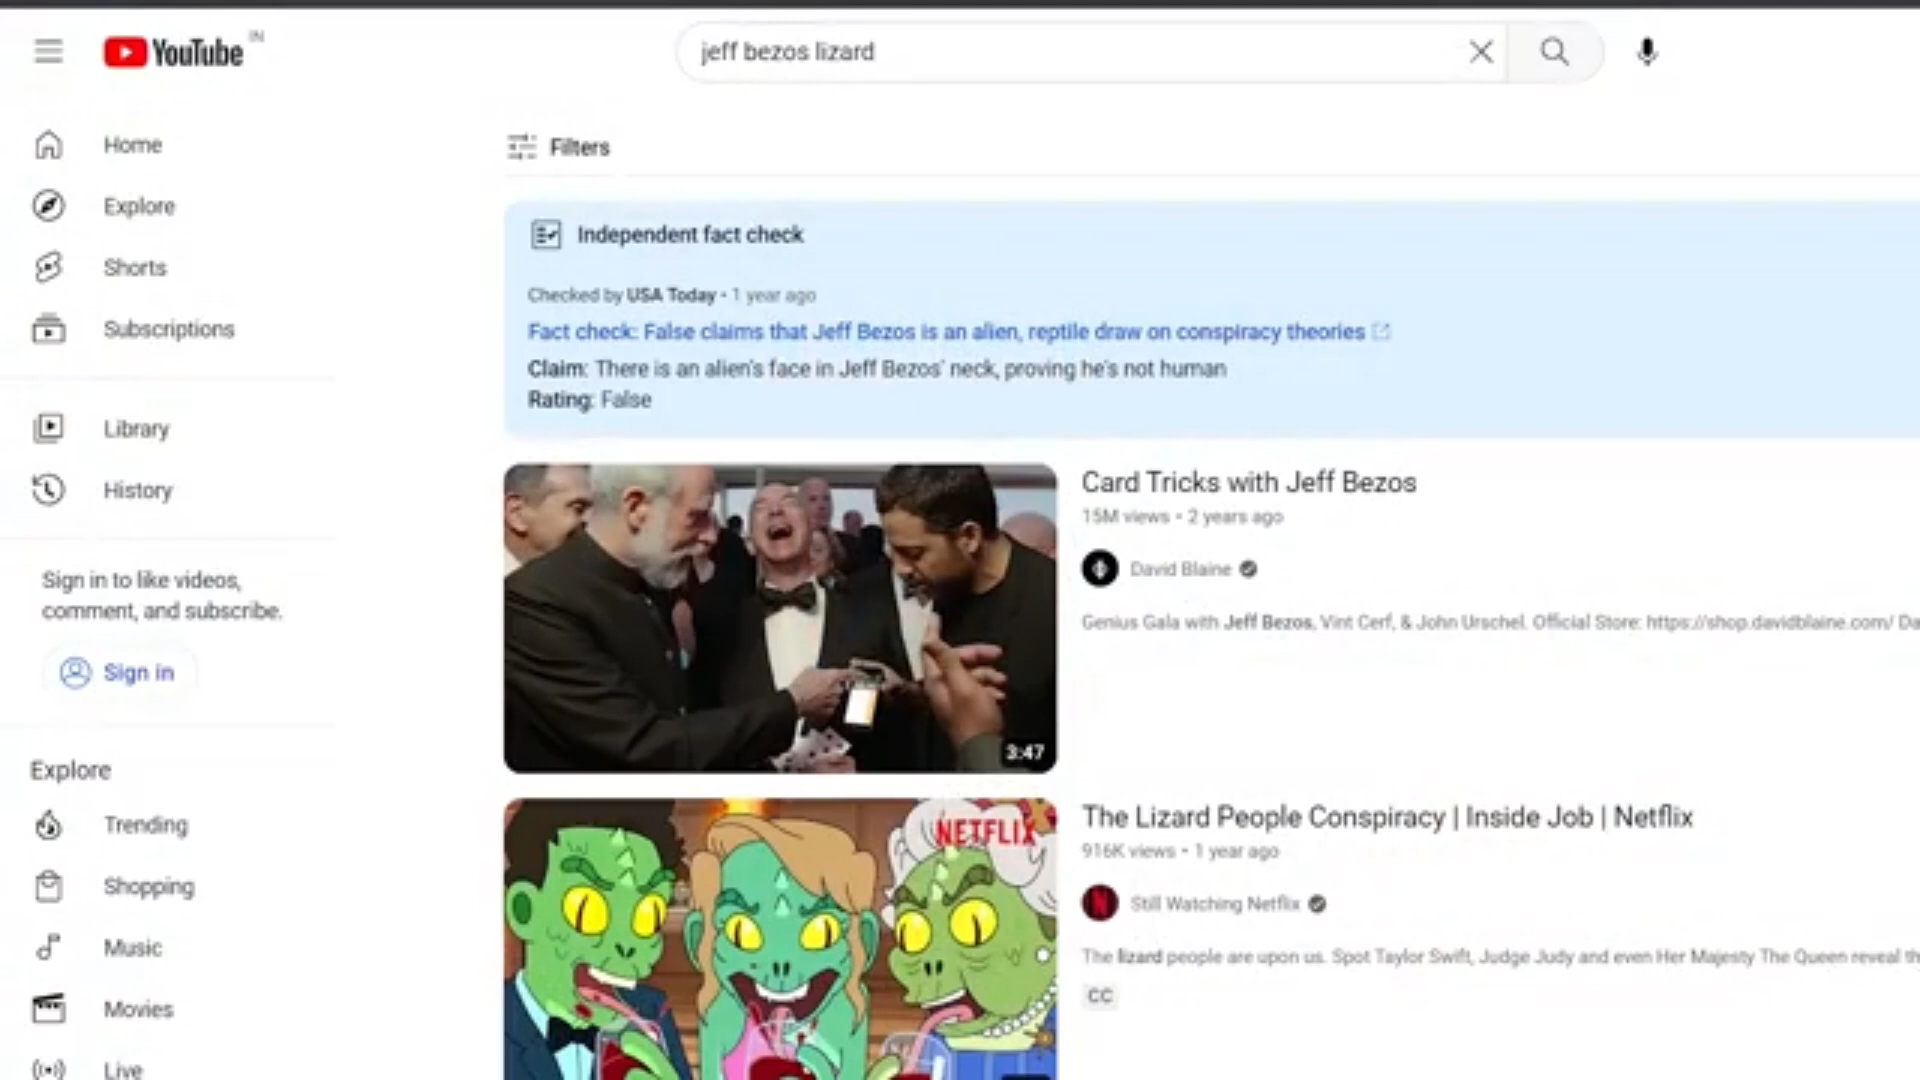 YouTube IN
jeff bezos lizard
Home
Explore
Shorts
Subscriptions
Library
History
Sign in to like videos,
comment, and subscribe.
Sign in
Explore
Trending
Shopping
Music
Movies
Live
Filters
Independent fact check
Checked by USA Today • 1 year ago
Fact check: False claims that Jeff Bezos is an alien, reptile draw on conspiracy theories
Claim: There is an alien's face in Jeff Bezos' neck, proving he's not human
Rating: False
3:47
Card Tricks with Jeff Bezos
15M views • 2 years ago
David Blaine
Genius Gala with Jeff Bezos, Vint Cerf, & John Urschel. Official Store: https://shop.davidblaine.com/ Da
NETFLIX
The Lizard People Conspiracy | Inside Job | Netflix
916K views • 1 year ago
Still Watching Netflix
The lizard people are upon us. Spot Taylor Swift, Judge Judy and even Her Majesty The Queen reveal th
CC